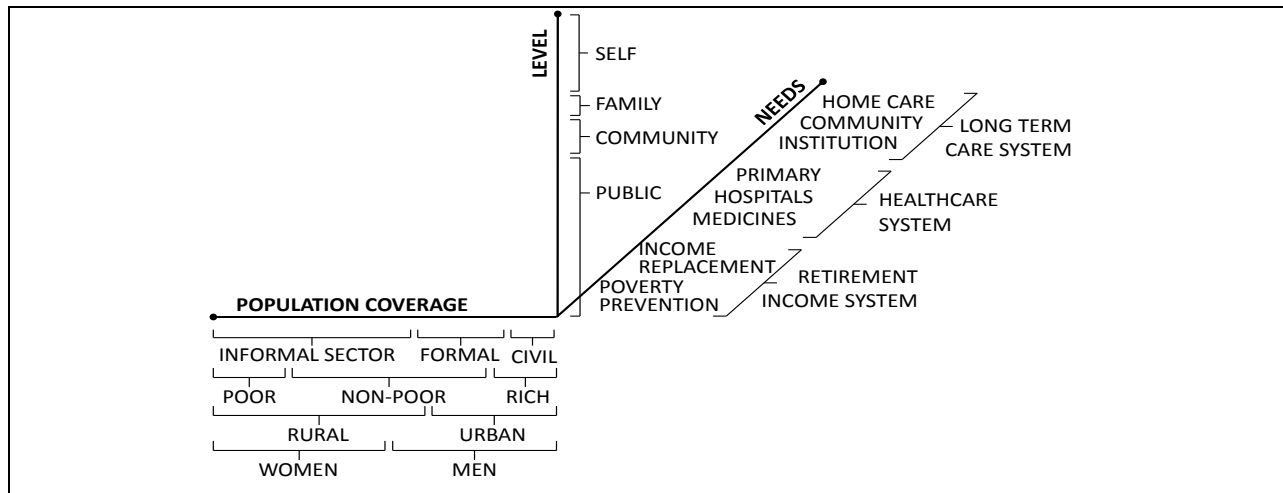 LEVEL
SELF
FAMILY
COMMUNITY
PUBLIC
NEEDS
HOME CARE
COMMUNITY
INSTITUTION
LONG TERM
CARE SYSTEM
PRIMARY
HOSPITALS
MEDICINES
HEALTHCARE
SYSTEM
INCOME
REPLACEMENT
POVERTY
PREVENTION
RETIREMENT
INCOME SYSTEM
POPULATION COVERAGE
INFORMAL SECTOR FORMAL CIVIL
POOR NON-POOR RICH
RURAL URBAN
WOMEN MEN